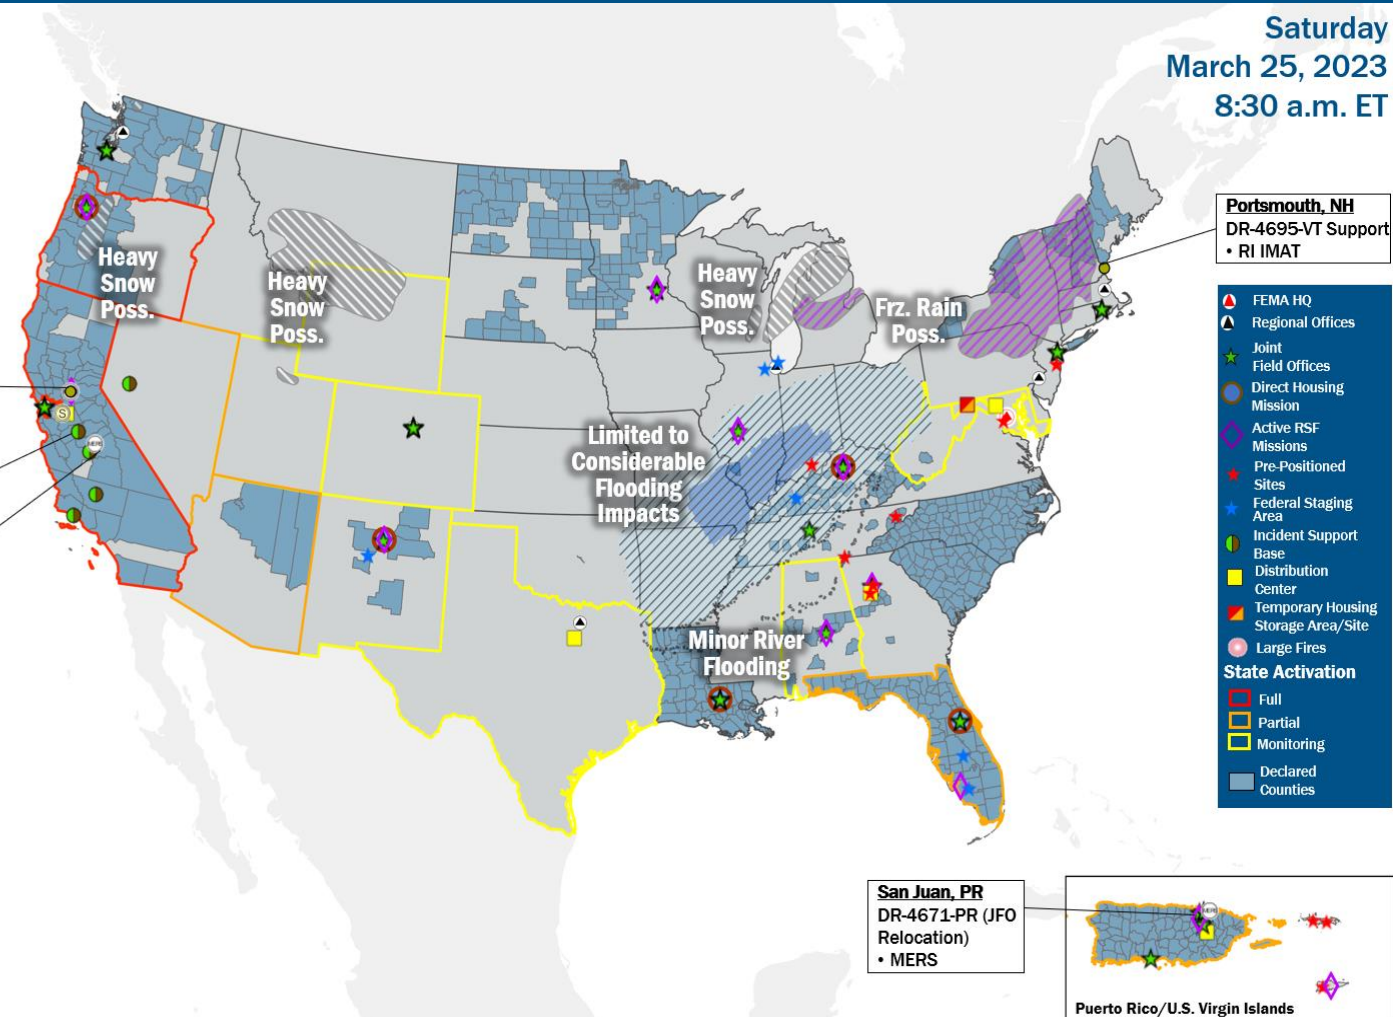 Saturday
March 25, 2023
8:30 a.m. ET
Portsmouth, NH
DR-4695-VT Support
• RI IMAT
Heavy
Snow
Poss.
Heavy
Snow
Poss.
Heavy
Snow
Poss.
Frz. Rain
Poss.
Limited to
Considerable
Flooding
Impacts
Minor River
Flooding
S
MERS
FEMA HQ
Regional Offices
Joint
Field Offices
Direct Housing
Mission
Active RSF
Missions
Pre-Positioned
Sites
Federal Staging
Area
Incident Support
Base
Distribution
Center
Temporary Housing
Storage Area/Site
Large Fires
State Activation
Full
Partial
Monitoring
Declared
Counties
San Juan, PR
DR-4671-PR (JFO
Relocation)
• MERS
MERS
Puerto Rico/U.S. Virgin Islands